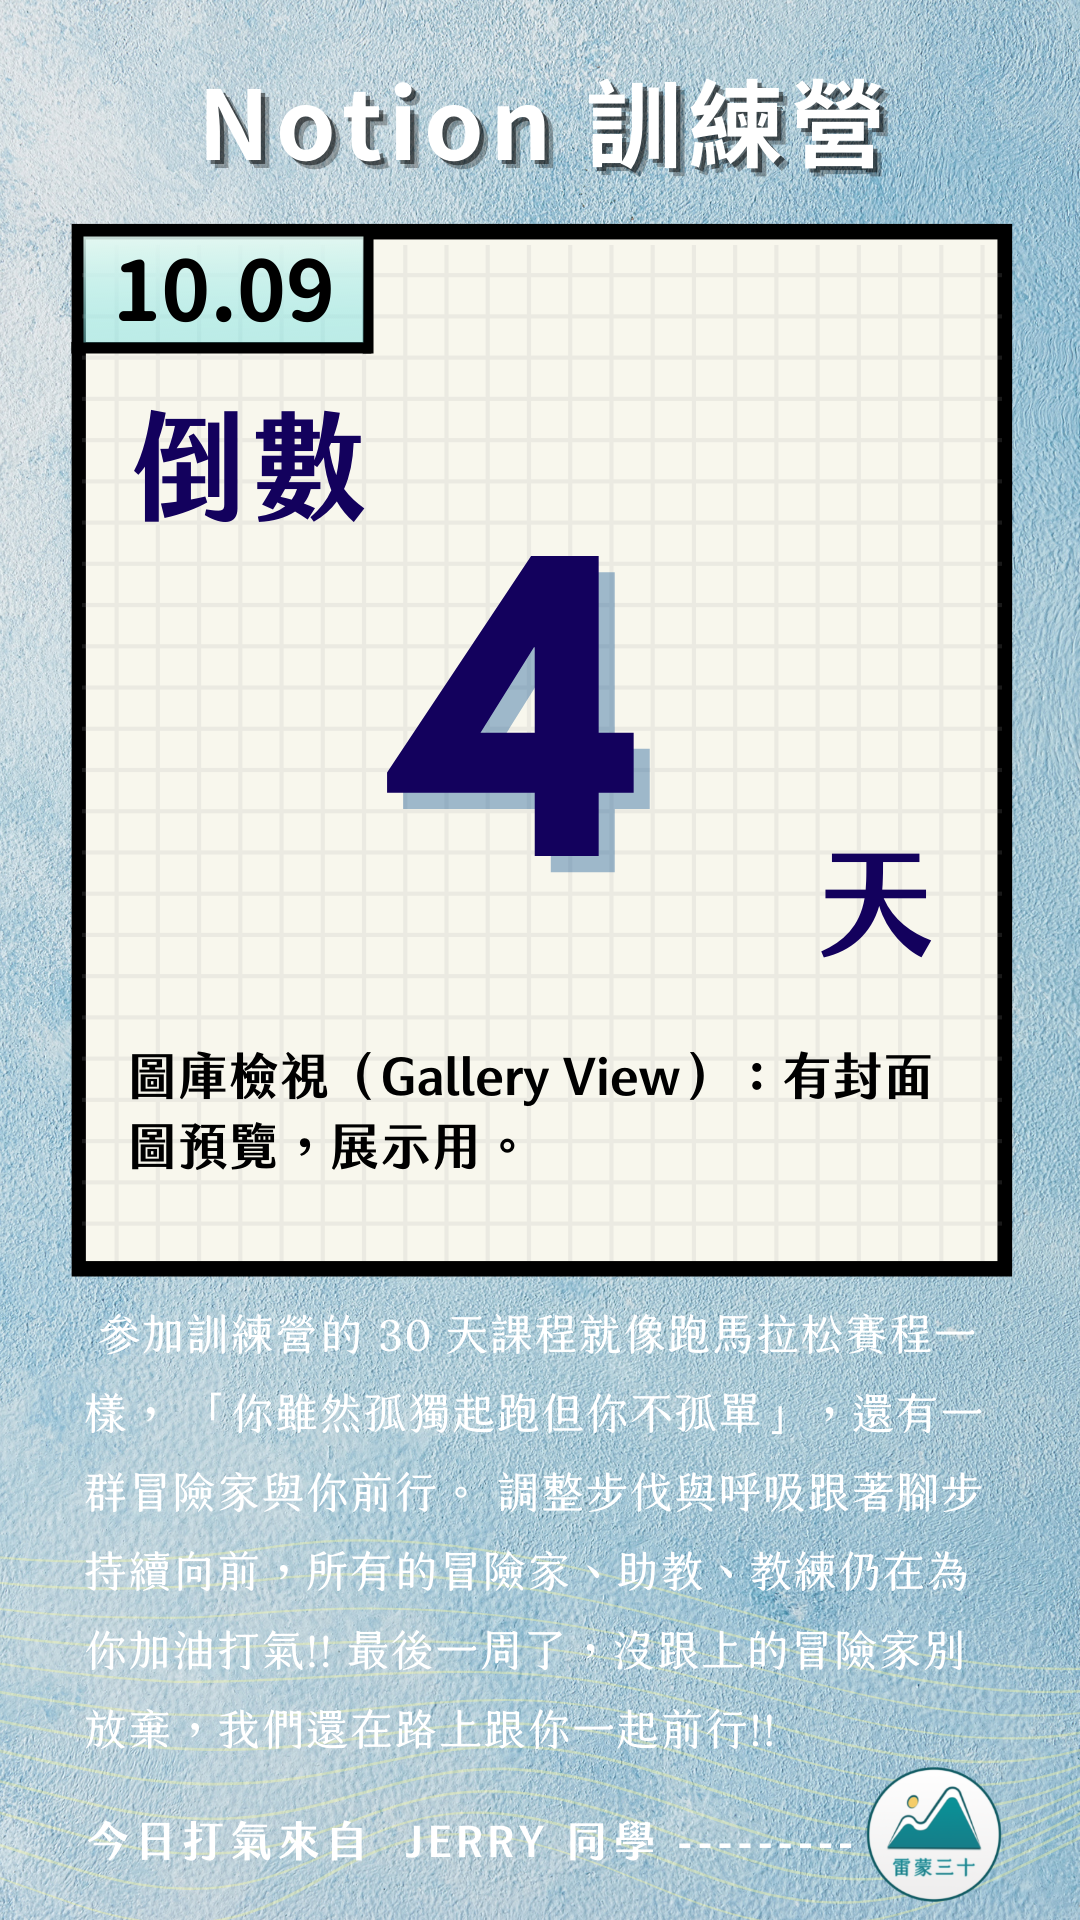 Notion 訓練營
10.09
倒數
4
天
圖庫檢視（Gallery View）：有封面
圖預覽，展示用。
參加訓練營的 30 天課程就像跑馬拉松賽程一
樣，「你雖然孤獨起跑但你不孤單」，還有一
群冒險家與你前行。 調整步伐與呼吸跟著腳步
持續向前，所有的冒險家、助教、教練仍在為
你加油打氣!! 最後一周了，沒跟上的冒險家別
放棄，我們還在路上跟你一起前行!!
今日打氣來自 JERRY 同學 ---------
雷蒙三十